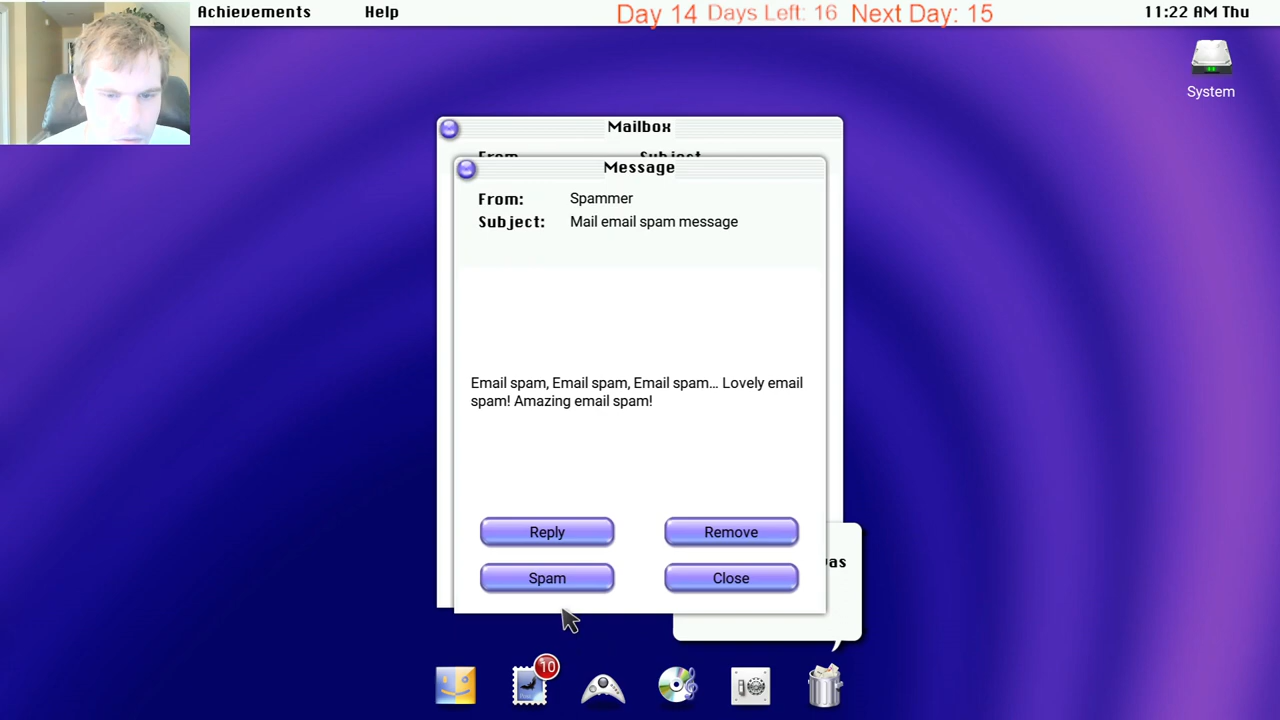 Achievements Help Day 14 Days Left: 16 Next Day: 15 11:22 AM Thu
System
Mailbox
From Subject
Message
From: Spammer
Subject: Mail email spam message
Email spam, Email spam, Email spam... Lovely email
spam! Amazing email spam!
Reply Remove
Spam Close
10